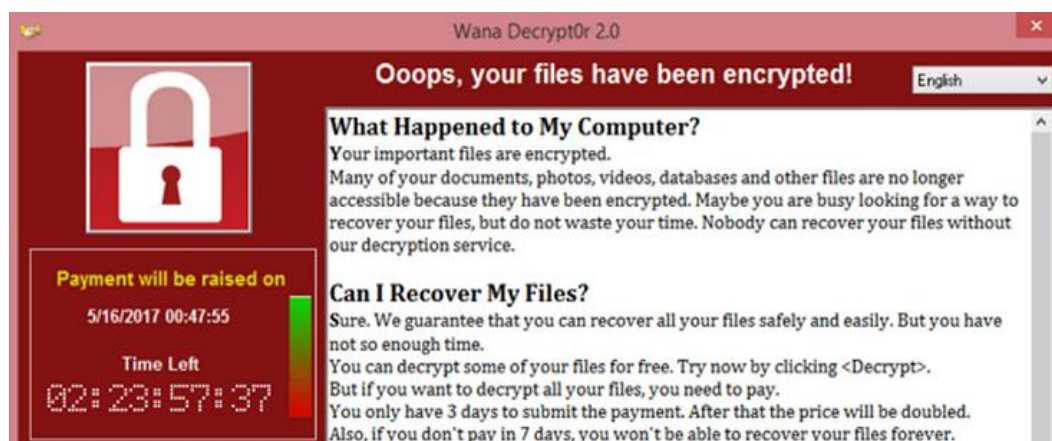 Wana Decrypt0r 2.0
Ooops, your files have been encrypted!
English
What Happened to My Computer?
Your important files are encrypted.
Many of your documents, photos, videos, databases and other files are no longer
accessible because they have been encrypted. Maybe you are busy looking for a way to
recover your files, but do not waste your time. Nobody can recover your files without
our decryption service.
Can I Recover My Files?
Sure. We guarantee that you can recover all your files safely and easily. But you have
not so enough time.
You can decrypt some of your files for free. Try now by clicking <Decrypt>.
But if you want to decrypt all your files, you need to pay.
You only have 3 days to submit the payment. After that the price will be doubled.
Also, if you don't pay in 7 days, you won't be able to recover your files forever.
Payment will be raised on
5/16/2017 00:47:55
Time Left
02:23:57:37